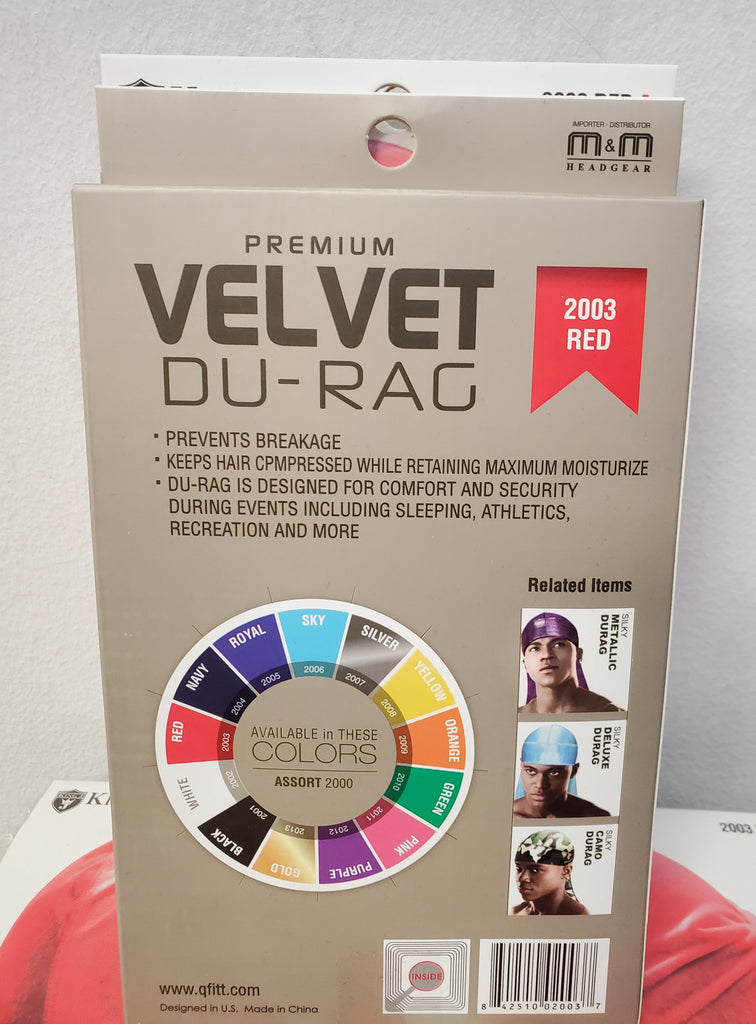 IMPORTER · DISTRIBUTOR
M&M
HEADGEAR
PREMIUM
VELVET
DU-RAG
2003
RED
· PREVENTS BREAKAGE
· KEEPS HAIR CPMPRESSED WHILE RETAINING MAXIMUM MOISTURIZE
· DU-RAG IS DESIGNED FOR COMFORT AND SECURITY
DURING EVENTS INCLUDING SLEEPING, ATHLETICS,
RECREATION AND MORE
Related Items
SILKY
METALLIC
DURAG
SILKY
DELUXE
DURAG
SILKY
CAMO
DURAG
SKY
2006
SILVER
2007
YELLOW
2008
ORANGE
2009
GREEN
2010
PINK
2011
PURPLE
2012
GOLD
2013
BLACK
2001
WHITE
2002
RED
2003
NAVY
2004
ROYAL
2005
AVAILABLE in THESE
COLORS
ASSORT 2000
2003
INSIDE
8 42510 02003 7
www.qfitt.com
Designed in U.S. Made in China